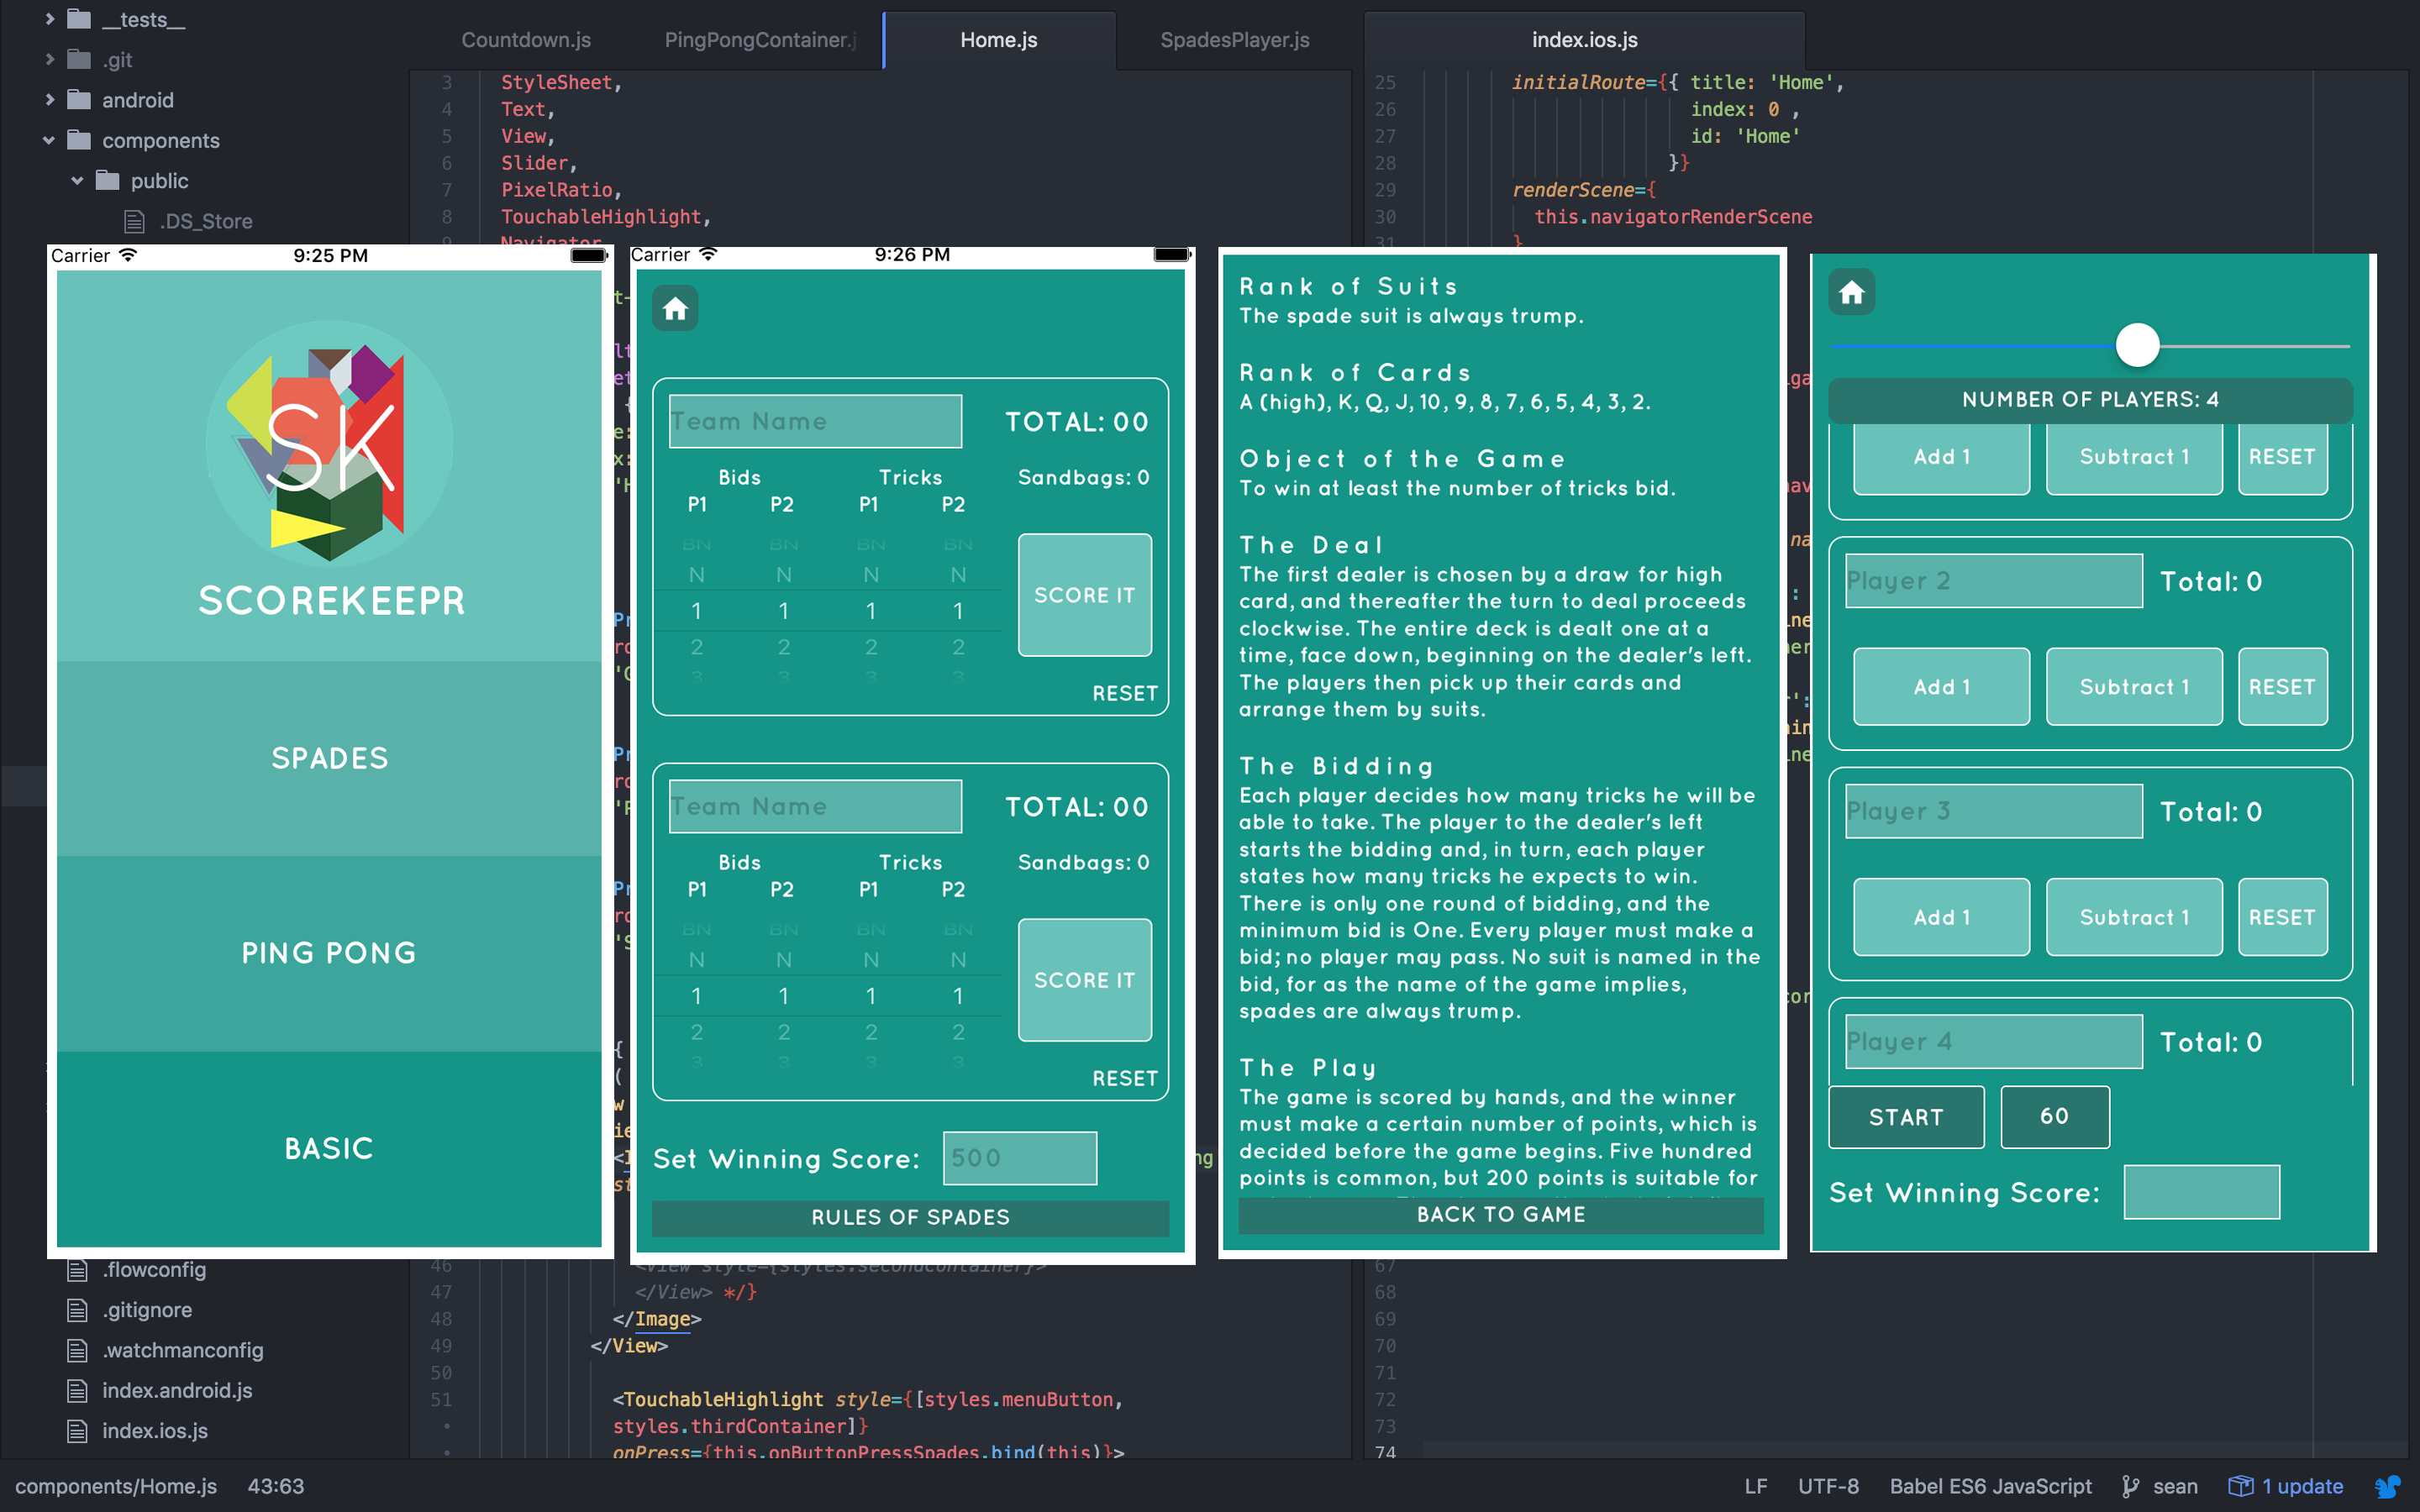 __tests__
.git
android
components
public
.DS_Store
Countdown.js
PingPongContainer.j
Home.js
SpadesPlayer.js
index.ios.js
3 StyleSheet,
4 Text,
5 View,
6 Slider,
7 PixelRatio,
8 TouchableHighlight,
9 Navigator
25 initialRoute={{ title: 'Home',
26 index: 0 ,
27 id: 'Home'
28 }}
29 renderScene={
30 this.navigatorRenderScene
31 }
Carrier 9:25 PM
SK
SCOREKEEPR
SPADES
PING PONG
BASIC
Carrier 9:26 PM
Team Name TOTAL: 00
Bids Tricks Sandbags: 0
P1 P2 P1 P2
BN BN BN BN
N N N N
1 1 1 1
2 2 2 2
3 3 3 3
SCORE IT
RESET
Team Name TOTAL: 00
Bids Tricks Sandbags: 0
P1 P2 P1 P2
BN BN BN BN
N N N N
1 1 1 1
2 2 2 2
3 3 3 3
SCORE IT
RESET
Set Winning Score: 500
RULES OF SPADES
Rank of Suits
The spade suit is always trump.
Rank of Cards
A (high), K, Q, J, 10, 9, 8, 7, 6, 5, 4, 3, 2.
Object of the Game
To win at least the number of tricks bid.
The Deal
The first dealer is chosen by a draw for high
card, and thereafter the turn to deal proceeds
clockwise. The entire deck is dealt one at a
time, face down, beginning on the dealer's left.
The players then pick up their cards and
arrange them by suits.
The Bidding
Each player decides how many tricks he will be
able to take. The player to the dealer's left
starts the bidding and, in turn, each player
states how many tricks he expects to win.
There is only one round of bidding, and the
minimum bid is One. Every player must make a
bid; no player may pass. No suit is named in the
bid, for as the name of the game implies,
spades are always trump.
The Play
The game is scored by hands, and the winner
must make a certain number of points, which is
decided before the game begins. Five hundred
points is common, but 200 points is suitable for
BACK TO GAME
NUMBER OF PLAYERS: 4
Add 1 Subtract 1 RESET
Player 2 Total: 0
Add 1 Subtract 1 RESET
Player 3 Total: 0
Add 1 Subtract 1 RESET
Player 4 Total: 0
START 60
Set Winning Score:
.flowconfig
.gitignore
.watchmanconfig
index.android.js
index.ios.js
46 <View style={styles.secondContainer}>
47 </View> */}
48 </Image>
49 </View>
50
51 <TouchableHighlight style={[styles.menuButton,
styles.thirdContainer]}
onPress={this.onButtonPressSpades.bind(this)}>
67
68
69
70
71
72
73
74
components/Home.js 43:63
LF UTF-8 Babel ES6 JavaScript sean 1 update